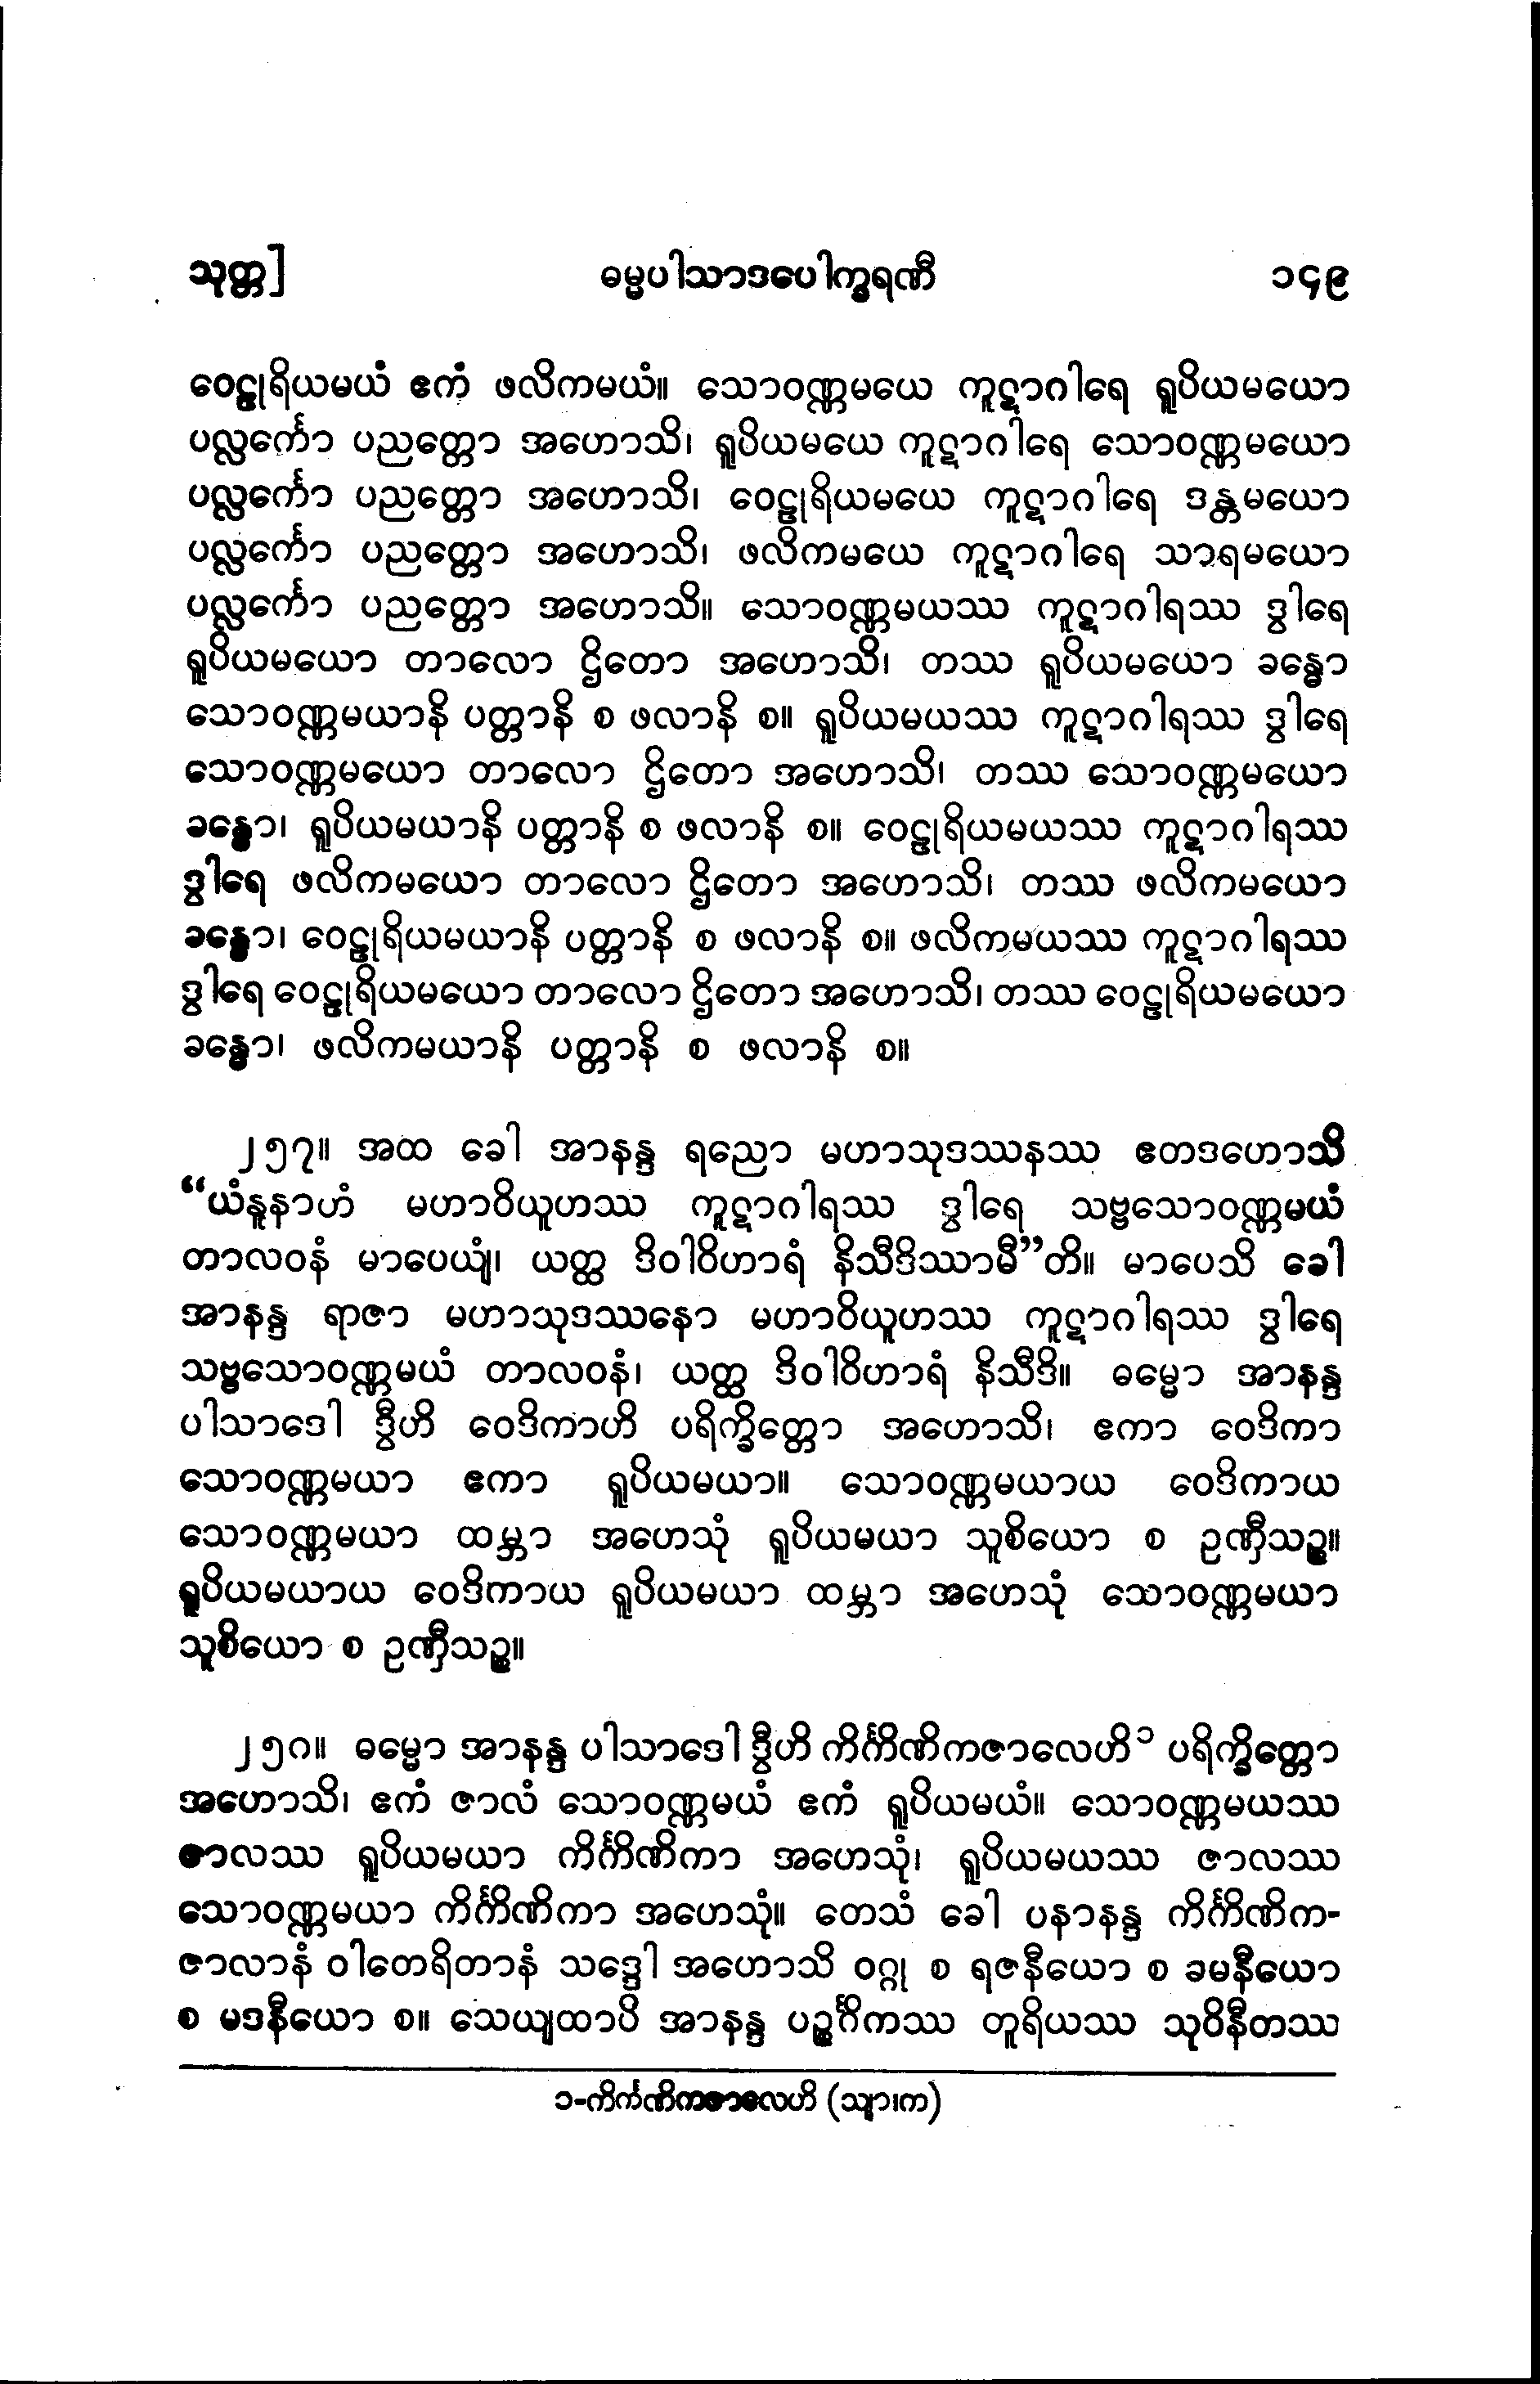 သုတ္တ] ဓမ္မပါသာဒပေါက္ခရဏီ ၁၄၉
ဝေဠုရိယမယံ ဧကံ ဖလိကမယံ။ သောဝဏ္ဏမယေ ကူဋာဂါရေ ရူပိယမယော
ပလ္လင်္ကော ပညတ္တော အဟောသိ၊ ရူပိယမယေ ကူဋာဂါရေ သောဝဏ္ဏမယော
ပလ္လင်္ကော ပညတ္တော အဟောသိ၊ ဝေဠုရိယမယေ ကူဋာဂါရေ ဒန္တမယော
ပလ္လင်္ကော ပညတ္တော အဟောသိ၊ ဖလိကမယေ ကူဋာဂါရေ သာရမယော
ပလ္လင်္ကော ပညတ္တော အဟောသိ။ သောဝဏ္ဏမယဿ ကူဋာဂါရဿ ဒွါရေ
ရူပိယမယော တာလော ဌိတော အဟောသိ၊ တဿ ရူပိယမယော ခန္ဓော
သောဝဏ္ဏမယာနိ ပတ္တာနိ စ ဖလာနိ စ။ ရူပိယမယဿ ကူဋာဂါရဿ ဒွါရေ
သောဝဏ္ဏမယော တာလော ဌိတော အဟောသိ၊ တဿ သောဝဏ္ဏမယော
ခန္ဓော၊ ရူပိယမယာနိ ပတ္တာနိ စ ဖလာနိ စ။ ဝေဠုရိယမယဿ ကူဋာဂါရဿ
ဒွါရေ ဖလိကမယော တာလော ဌိတော အဟောသိ၊ တဿ ဖလိကမယော
ခန္ဓော၊ ဝေဠုရိယမယာနိ ပတ္တာနိ စ ဖလာနိ စ။ ဖလိကမယဿ ကူဋာဂါရဿ
ဒွါရေ ဝေဠုရိယမယော တာလော ဌိတော အဟောသိ၊ တဿ ဝေဠုရိယမယော
ခန္ဓော၊ ဖလိကမယာနိ ပတ္တာနိ စ ဖလာနိ စ။
၂၅၇။ အထ ခေါ အာနန္ဒ ရညော မဟာသုဒဿနဿ ဧတဒဟောသိ
“ယံနူနာဟံ မဟာဝိယူဟဿ ကူဋာဂါရဿ ဒွါရေ သဗ္ဗသောဝဏ္ဏမယံ
တာလဝနံ မာပေယျံ၊ ယတ္ထ ဒိဝါဝိဟာရံ နိသီဒိဿာမီ”တိ။ မာပေသိ ခေါ
အာနန္ဒ ရာဇာ မဟာသုဒဿနော မဟာဝိယူဟဿ ကူဋာဂါရဿ ဒွါရေ
သဗ္ဗသောဝဏ္ဏမယံ တာလဝနံ၊ ယတ္ထ ဒိဝါဝိဟာရံ နိသီဒိ။ ဓမ္မော အာနန္ဒ
ပါသာဒေါ ဒွီဟိ ဝေဒိကာဟိ ပရိက္ခိတ္တော အဟောသိ၊ ဧကာ ဝေဒိကာ
သောဝဏ္ဏမယာ ဧကာ ရူပိယမယာ။ သောဝဏ္ဏမယာယ ဝေဒိကာယ
သောဝဏ္ဏမယာ ထမ္ဘာ အဟေသုံ ရူပိယမယာ သူစိယော စ ဥဏှီသဉ္စ။
ရူပိယမယာယ ဝေဒိကာယ ရူပိယမယာ ထမ္ဘာ အဟေသုံ သောဝဏ္ဏမယာ
သူစိယော စ ဥဏှီသဉ္စ။
၂၅၈။ ဓမ္မော အာနန္ဒ ပါသာဒေါ ဒွီဟိ ကိင်္ကိဏိကဇာလေဟိ၁ ပရိက္ခိတ္တော
အဟောသိ၊ ဧကံ ဇာလံ သောဝဏ္ဏမယံ ဧကံ ရူပိယမယံ။ သောဝဏ္ဏမယဿ
ဇာလဿ ရူပိယမယာ ကိင်္ကိဏိကာ အဟေသုံ၊ ရူပိယမယဿ ဇာလဿ
သောဝဏ္ဏမယာ ကိင်္ကိဏိကာ အဟေသုံ။ တေသံ ခေါ ပနာနန္ဒ ကိင်္ကိဏိက-
ဇာလာနံ ဝါတေရိတာနံ သဒ္ဒေါ အဟောသိ ဝဂ္ဂု စ ရဇနီယော စ ခမနီယော
စ မဒနီယော စ။ သေယျထာပိ အာနန္ဒ ပဉ္စင်္ဂိကဿ တူရိယဿ သုဝိနီတဿ
၁-ကိင်္ကဏိကဇာလေဟိ (သျာ၊က)